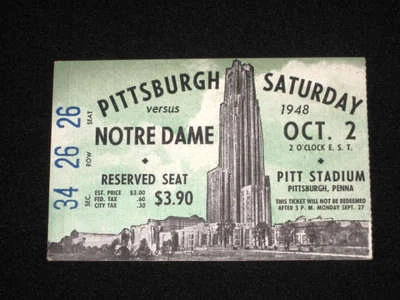 PITTSBURGH
versus
NOTRE DAME
RESERVED SEAT
EST. PRICE $3.00
FED. TAX .60
CITY TAX .30
$3.90
SATURDAY
1948
OCT. 2
2 O'CLOCK E. S. T.
PITT STADIUM
PITTSBURGH, PENNA
THIS TICKET WILL NOT BE REDEEMED
AFTER 5 P. M. MONDAY SEPT. 27
SEC. 34
ROW 26
SEAT 26